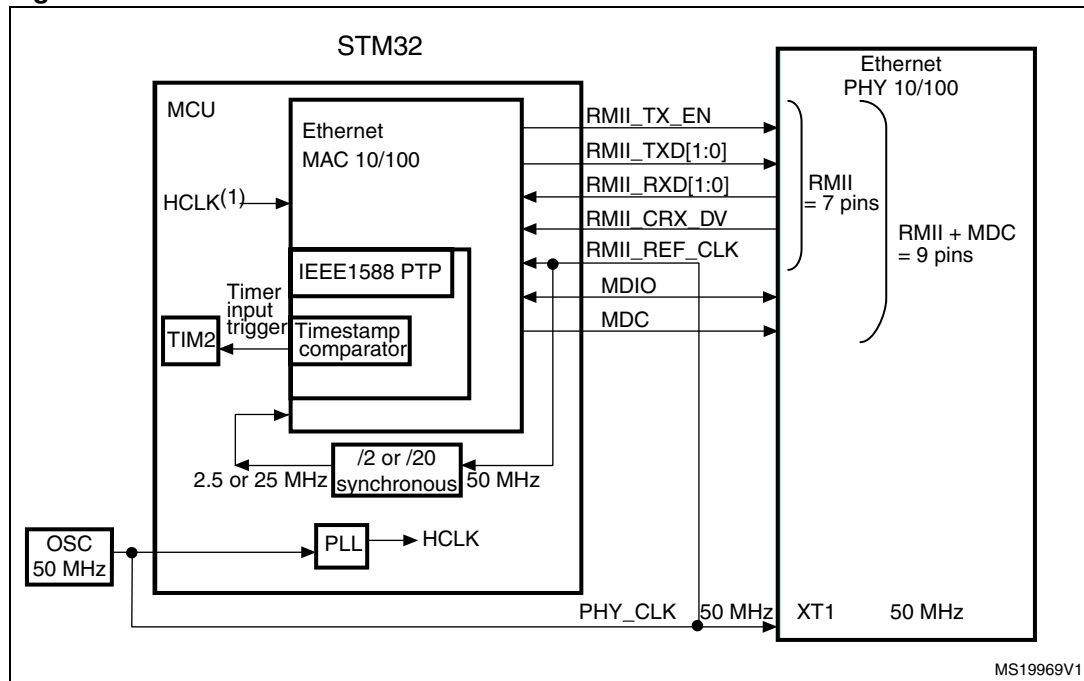 STM32
MCU
Ethernet
MAC 10/100
HCLK(1)
IEEE1588 PTP
Timer
input
trigger
TIM2
Timestamp
comparator
/2 or /20
synchronous
2.5 or 25 MHz
50 MHz
OSC
50 MHz
PLL
HCLK
RMII_TX_EN
RMII_TXD[1:0]
RMII_RXD[1:0]
RMII_CRX_DV
RMII_REF_CLK
MDIO
MDC
PHY_CLK
50 MHz
Ethernet
PHY 10/100
RMII
= 7 pins
RMII + MDC
= 9 pins
XT1
50 MHz
MS19969V1